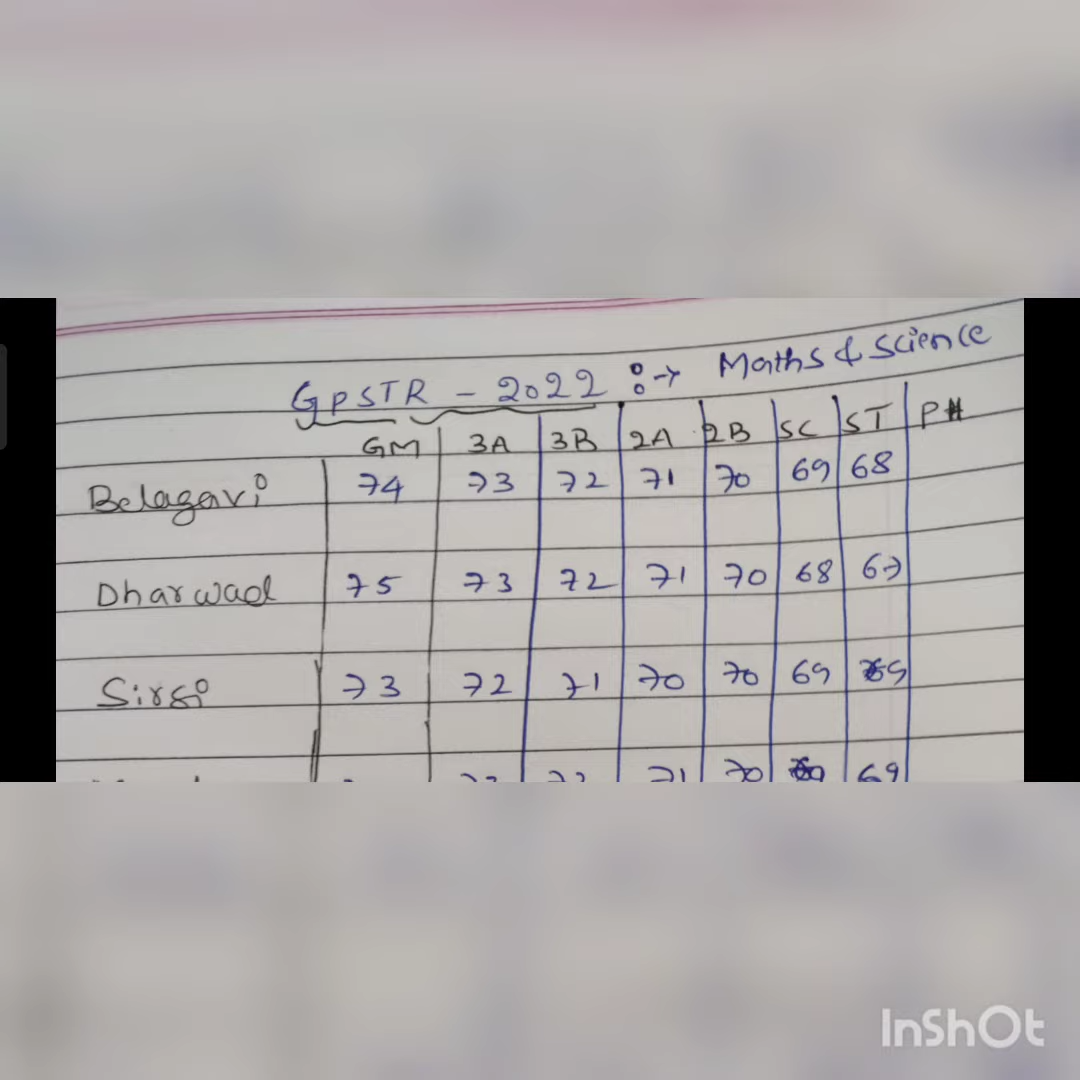 GPSTR - 2022 :→ Maths & Science
GM 3A 3B 2A 2B SC ST PH
Belagavi 74 73 72 71 70 69 68
Dharwad 75 73 72 71 70 68 67
Sirsi 73 72 71 70 70 69 69
71 70 69 69
InShOt